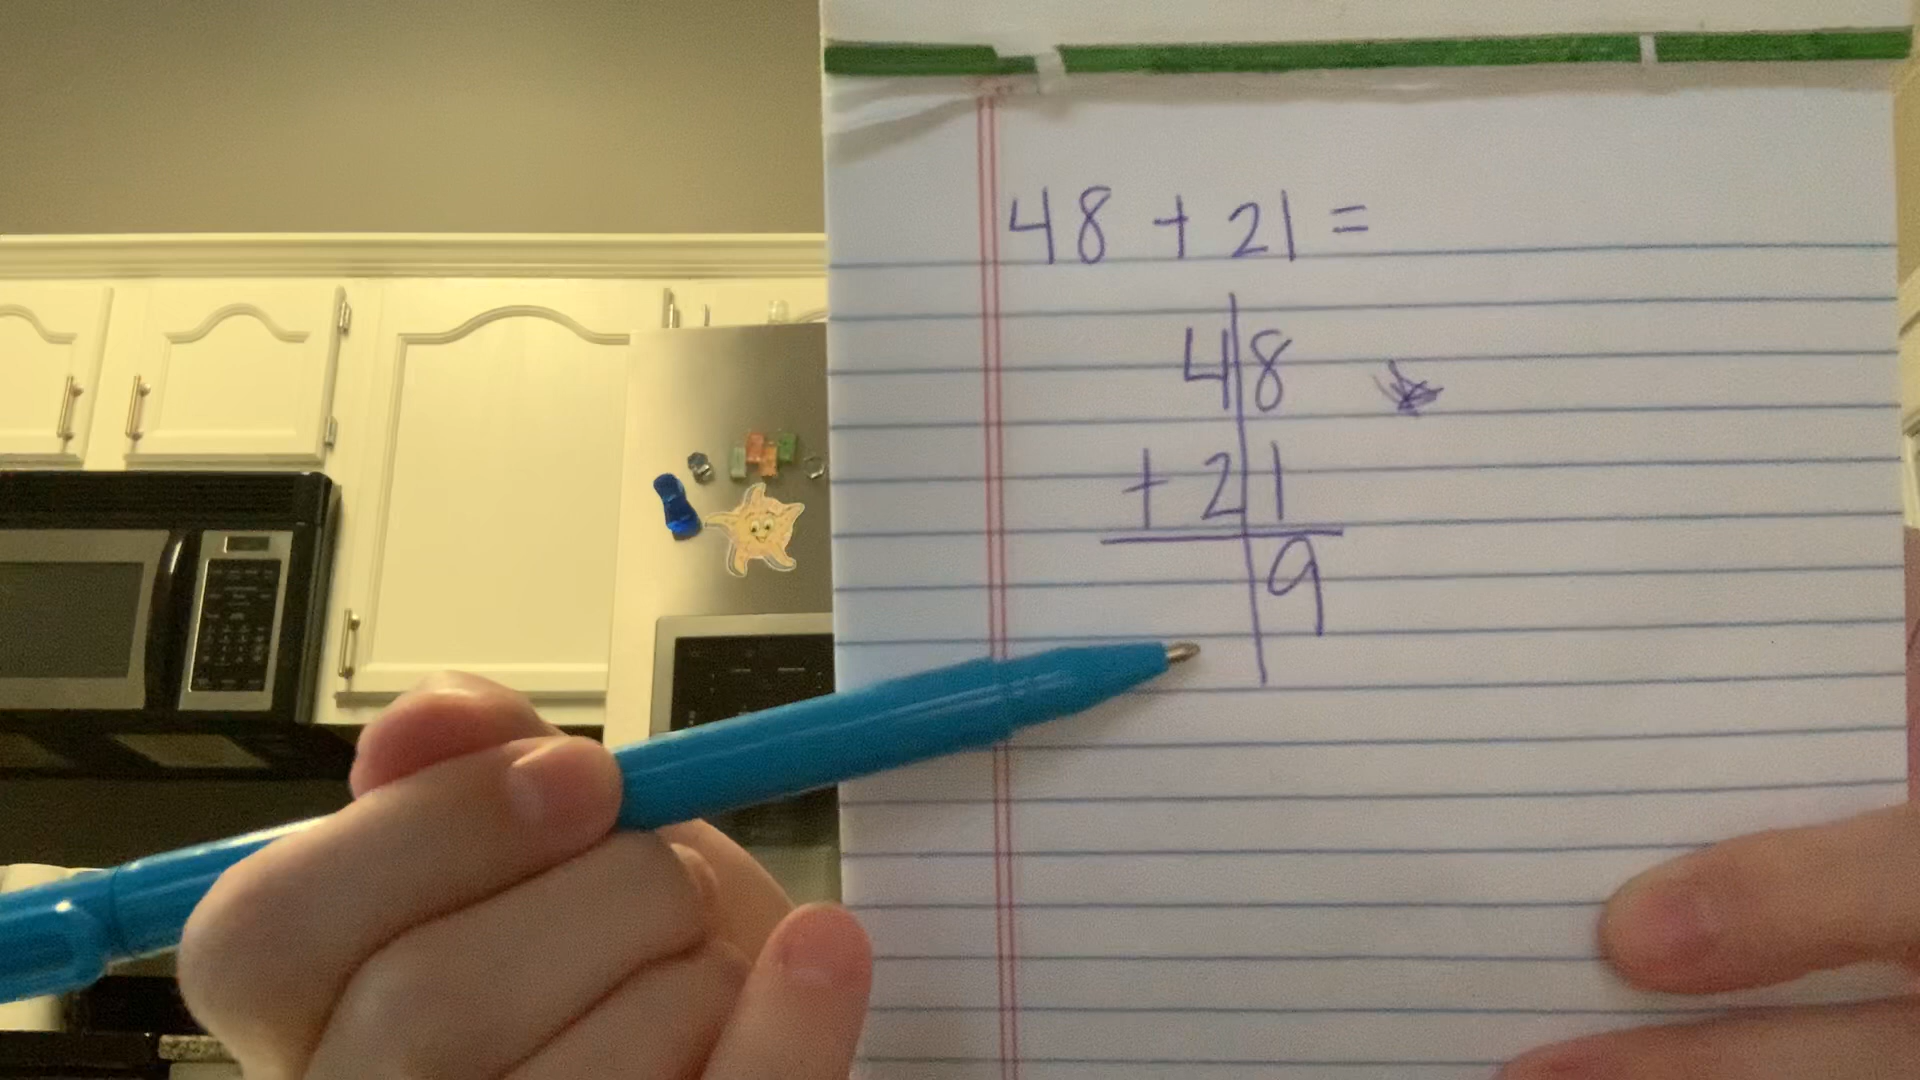 48 + 21 =
48
+ 21
9